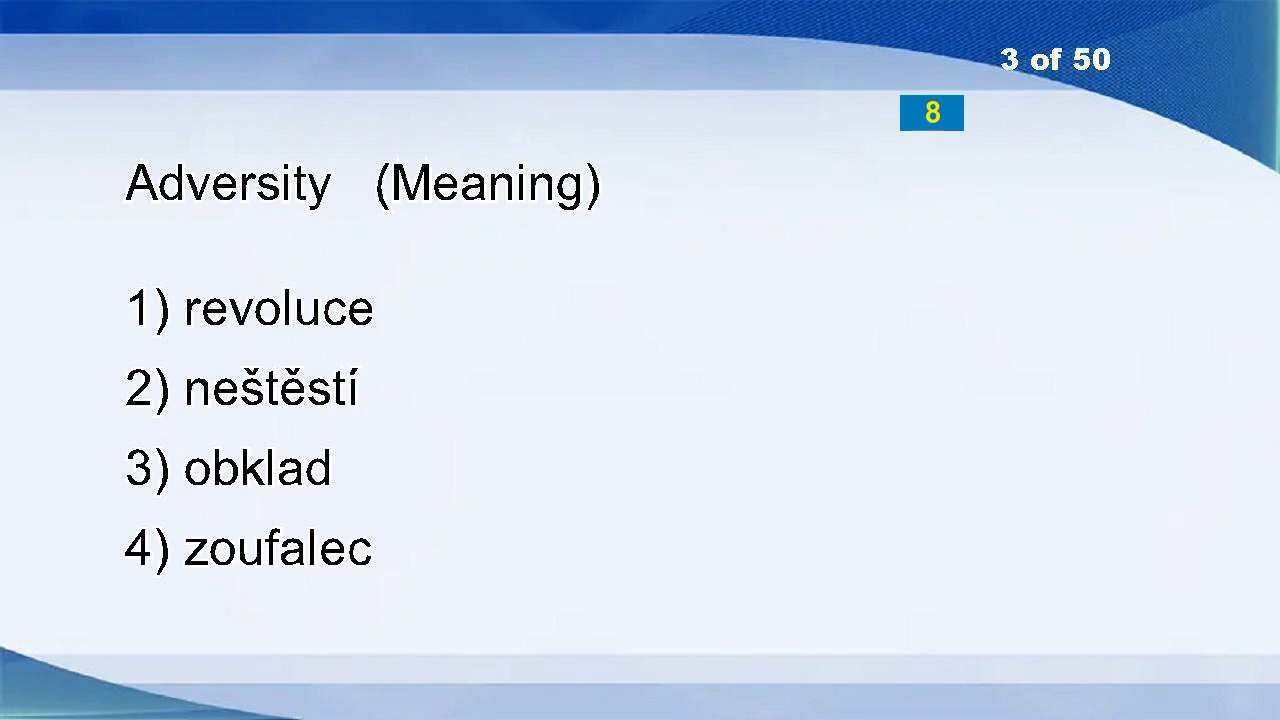 3 of 50
8
Adversity (Meaning)
1) revoluce
2) neštěstí
3) obklad
4) zoufalec